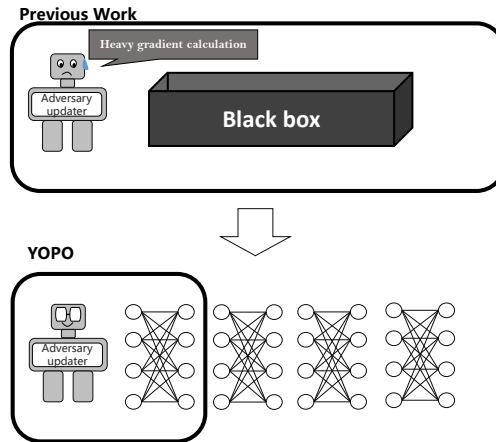 Previous Work
Heavy gradient calculation
Adversary
updater
Black box
YOPO
Adversary
updater